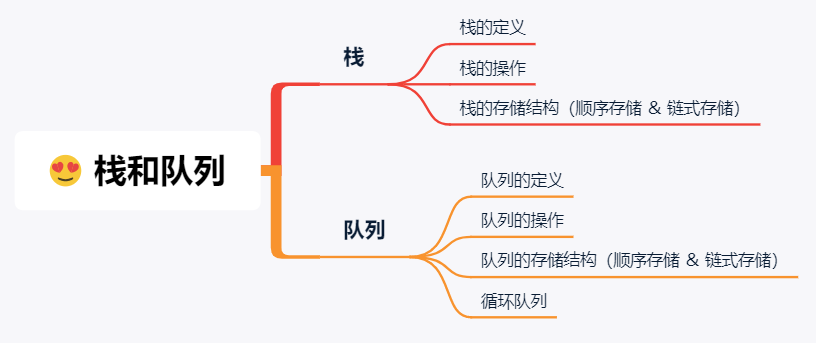 栈和队列
栈
栈的定义
栈的操作
栈的存储结构（顺序存储 & 链式存储）
队列
队列的定义
队列的操作
队列的存储结构（顺序存储 & 链式存储）
循环队列